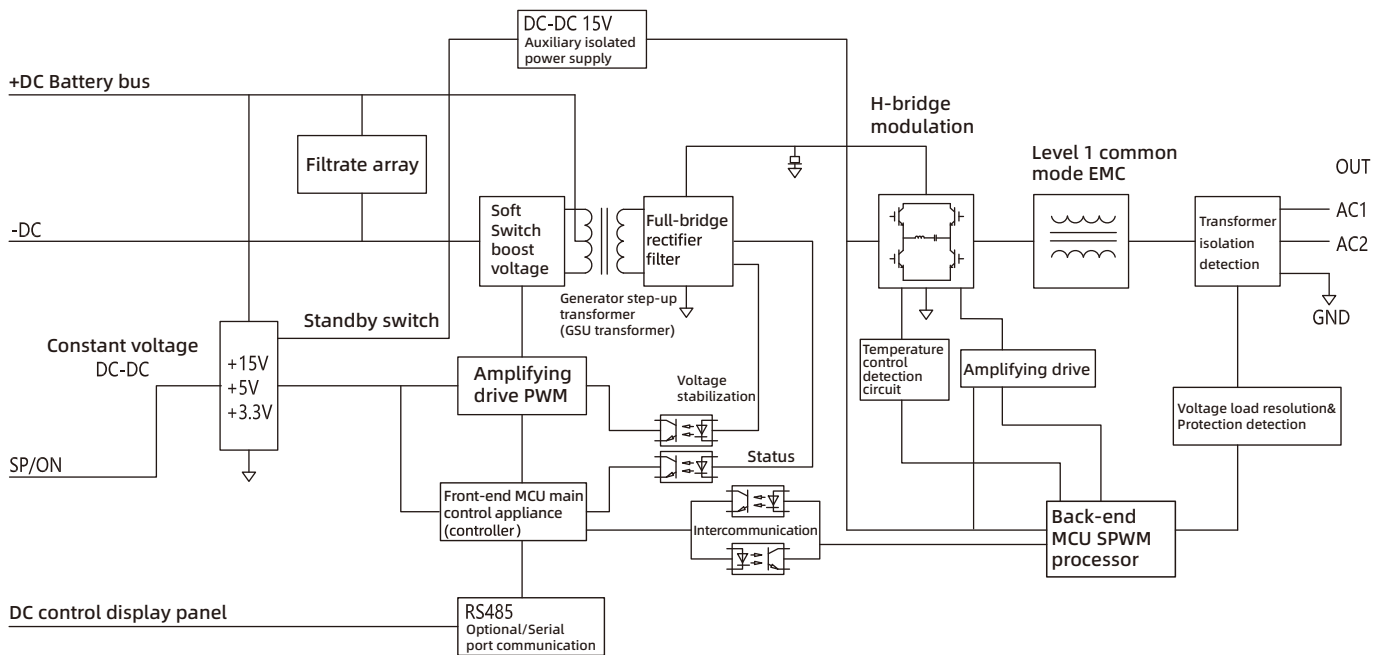 DC-DC 15V
Auxiliary isolated
power supply
+DC Battery bus
H-bridge
modulation
Filtrate array
Level 1 common
mode EMC
OUT
Soft
Switch
boost
voltage
Full-bridge
rectifier
filter
Transformer
isolation
detection
AC1
AC2
-DC
GND
Generator step-up
transformer
(GSU transformer)
Standby switch
Constant voltage
DC-DC
+15V
+5V
+3.3V
Amplifying
drive PWM
Voltage
stabilization
Temperature
control
detection
circuit
Amplifying drive
Voltage load resolution&
Protection detection
SP/ON
Status
Front-end MCU main
control appliance
(controller)
Intercommunication
Back-end
MCU SPWM
processor
DC control display panel
RS485
Optional/Serial
port communication